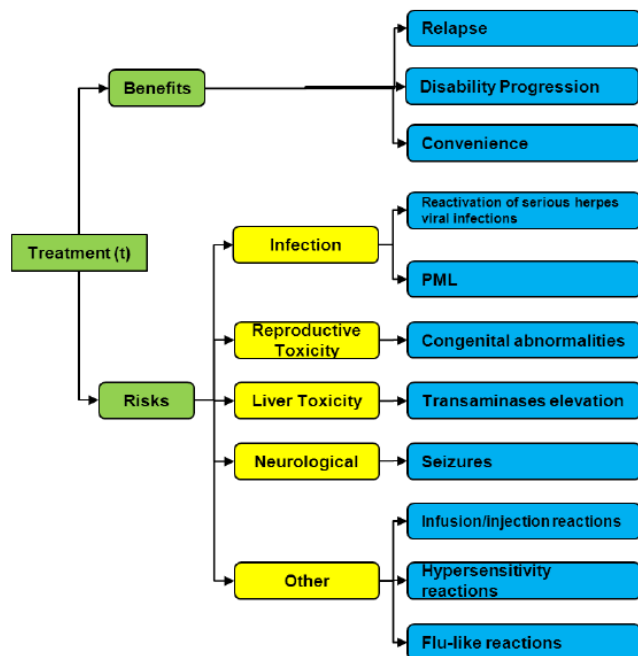 Relapse
Benefits
Disability Progression
Convenience
Reactivation of serious herpes
viral infections
Infection
Treatment (t)
PML
Reproductive
Toxicity
Congenital abnormalities
Risks
Liver Toxicity
Transaminases elevation
Neurological
Seizures
Infusion/injection reactions
Other
Hypersensitivity
reactions
Flu-like reactions